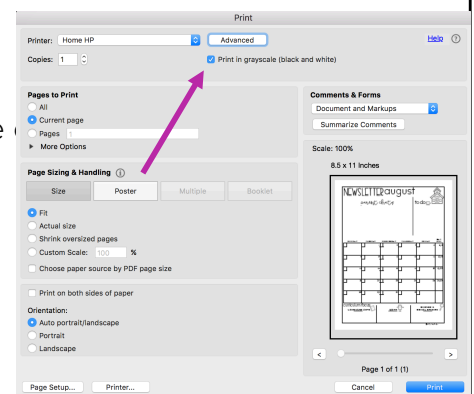 Print
Printer: Home HP Advanced Help ?
Copies: 1 Print in grayscale (black and white)
Pages to Print
All
Current page
Pages 1
More Options
Comments & Forms
Document and Markups
Summarize Comments
Scale: 100%
8.5 x 11 Inches
Page Sizing & Handling i
Size Poster Multiple Booklet
Fit
Actual size
Shrink oversized pages
Custom Scale: 100 %
Choose paper source by PDF page size
Print on both sides of paper
Orientation:
Auto portrait/landscape
Portrait
Landscape
NEWSLETTER august
< >
Page 1 of 1 (1)
Page Setup... Printer... Cancel Print